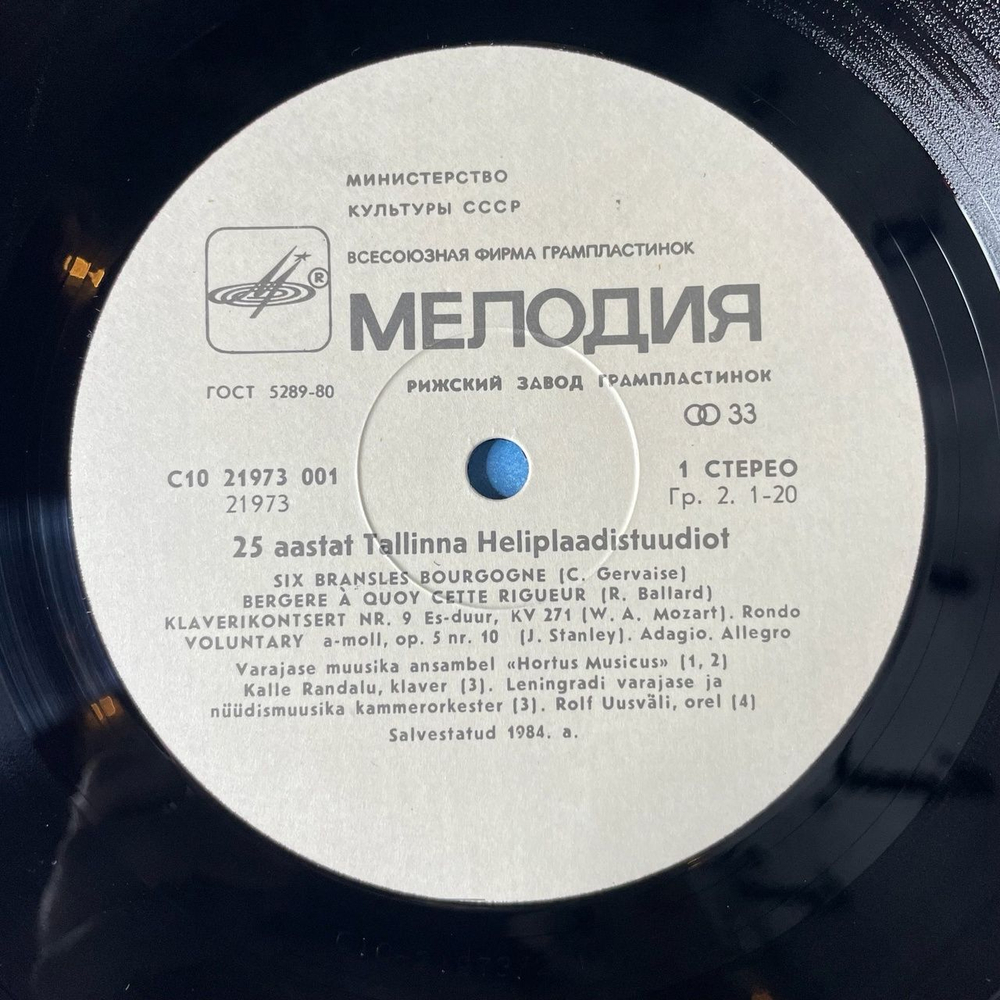 МИНИСТЕРСТВО
КУЛЬТУРЫ СССР
ВСЕСОЮЗНАЯ ФИРМА ГРАМПЛАСТИНОК
®
МЕЛОДИЯ
ГОСТ 5289-80
РИЖСКИЙ ЗАВОД ГРАМПЛАСТИНОК
33
С10 21973 001
21973
1 СТЕРЕО
Гр. 2. 1-20
25 aastat Tallinna Heliplaadistuudiot
SIX BRANSLES BOURGOGNE (C. Gervaise)
BERGERE À QUOY CETTE RIGUEUR (R. Ballard)
KLAVERIKONTSERT NR. 9 Es-duur, KV 271 (W. A. Mozart). Rondo
VOLUNTARY a-moll, op. 5 nr. 10 (J. Stanley). Adagio. Allegro
Varajase muusika ansambel «Hortus Musicus» (1, 2)
Kalle Randalu, klaver (3). Leningradi varajase ja
nüüdismuusika kammerorkester (3). Rolf Uusväli, orel (4)
Salvestatud 1984. a.